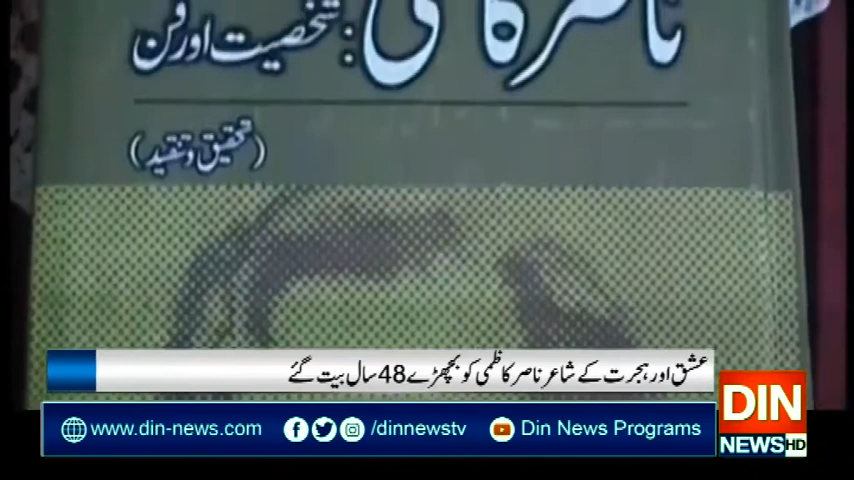 ناصر کاظمی
: شخصیت اور فن
(تحقیق و تنقید)
عشق اور ہجرت کے شاعر ناصر کاظمی کو بچھڑے 48 سال بیت گئے
www.din-news.com /dinnewstv Din News Programs
DIN
NEWS HD